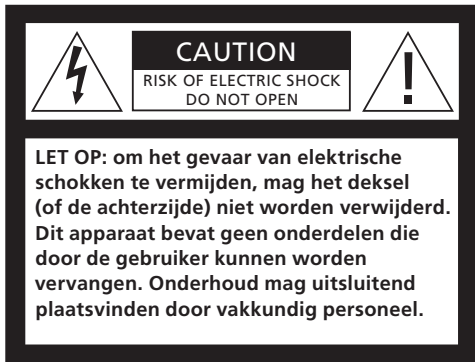 CAUTION
RISK OF ELECTRIC SHOCK
DO NOT OPEN
LET OP: om het gevaar van elektrische
schokken te vermijden, mag het deksel
(of de achterzijde) niet worden verwijderd.
Dit apparaat bevat geen onderdelen die
door de gebruiker kunnen worden
vervangen. Onderhoud mag uitsluitend
plaatsvinden door vakkundig personeel.